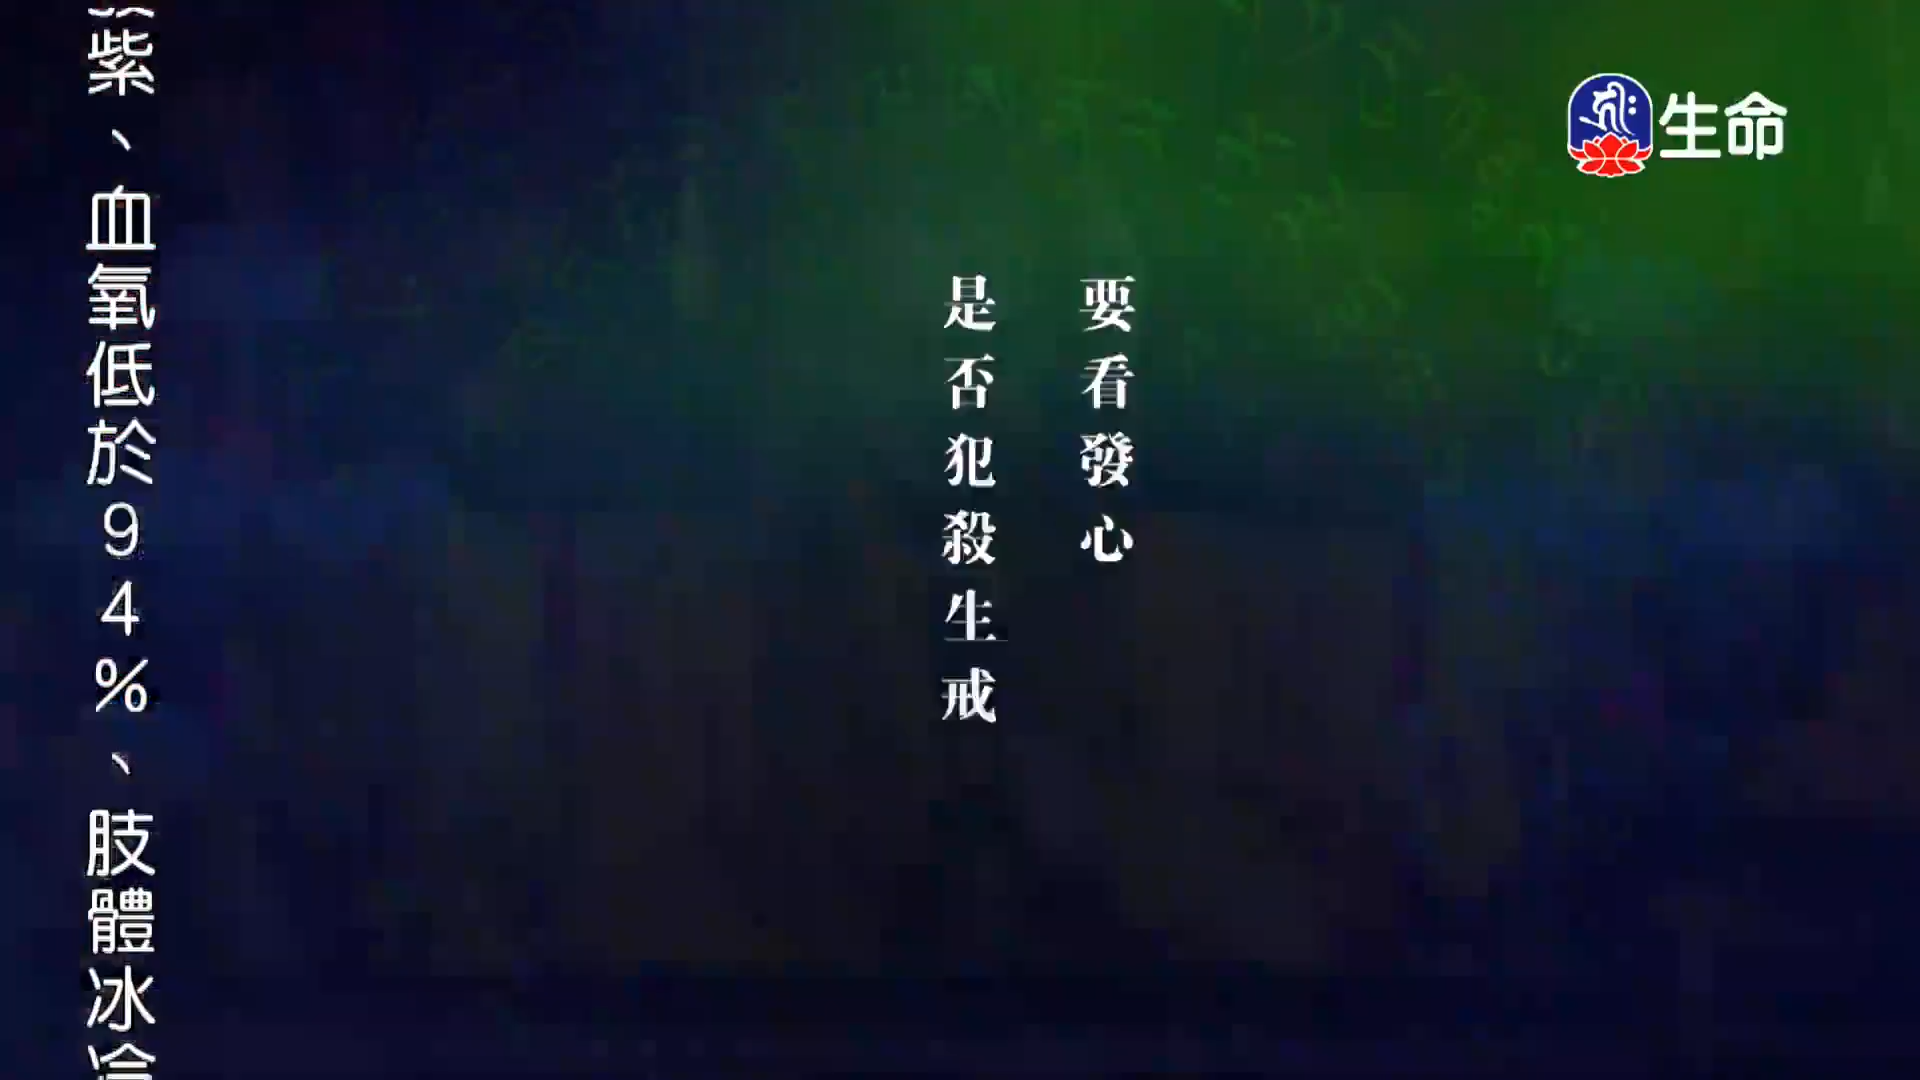 生命
要看發心
是否犯殺生戒
紫、血氧低於94%、肢體冰